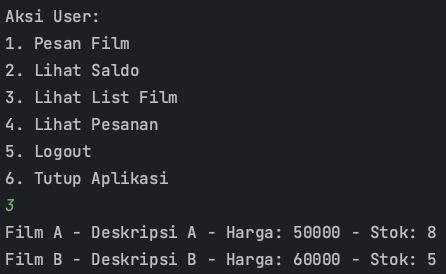 Aksi User:
1. Pesan Film
2. Lihat Saldo
3. Lihat List Film
4. Lihat Pesanan
5. Logout
6. Tutup Aplikasi
3
Film A - Deskripsi A - Harga: 50000 - Stok: 8
Film B - Deskripsi B - Harga: 60000 - Stok: 5